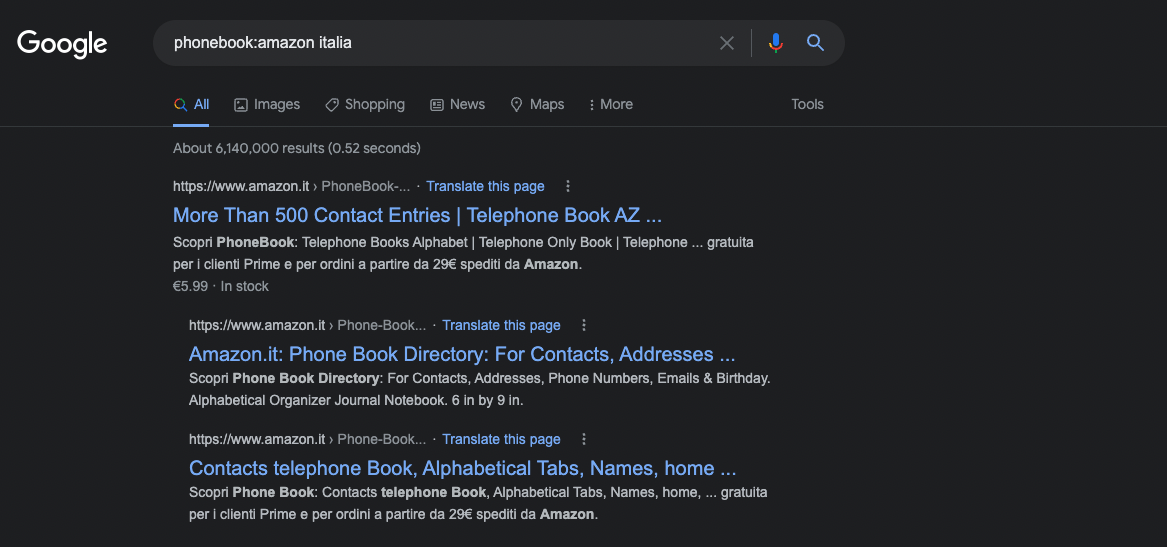 Google
phonebook:amazon italia
All Images Shopping News Maps More Tools
About 6,140,000 results (0.52 seconds)
https://www.amazon.it › PhoneBook-... · Translate this page
More Than 500 Contact Entries | Telephone Book AZ ...
Scopri PhoneBook: Telephone Books Alphabet | Telephone Only Book | Telephone ... gratuita
per i clienti Prime e per ordini a partire da 29€ spediti da Amazon.
€5.99 · In stock
https://www.amazon.it › Phone-Book... · Translate this page
Amazon.it: Phone Book Directory: For Contacts, Addresses ...
Scopri Phone Book Directory: For Contacts, Addresses, Phone Numbers, Emails & Birthday.
Alphabetical Organizer Journal Notebook. 6 in by 9 in.
https://www.amazon.it › Phone-Book... · Translate this page
Contacts telephone Book, Alphabetical Tabs, Names, home ...
Scopri Phone Book: Contacts telephone Book, Alphabetical Tabs, Names, home, ... gratuita
per i clienti Prime e per ordini a partire da 29€ spediti da Amazon.